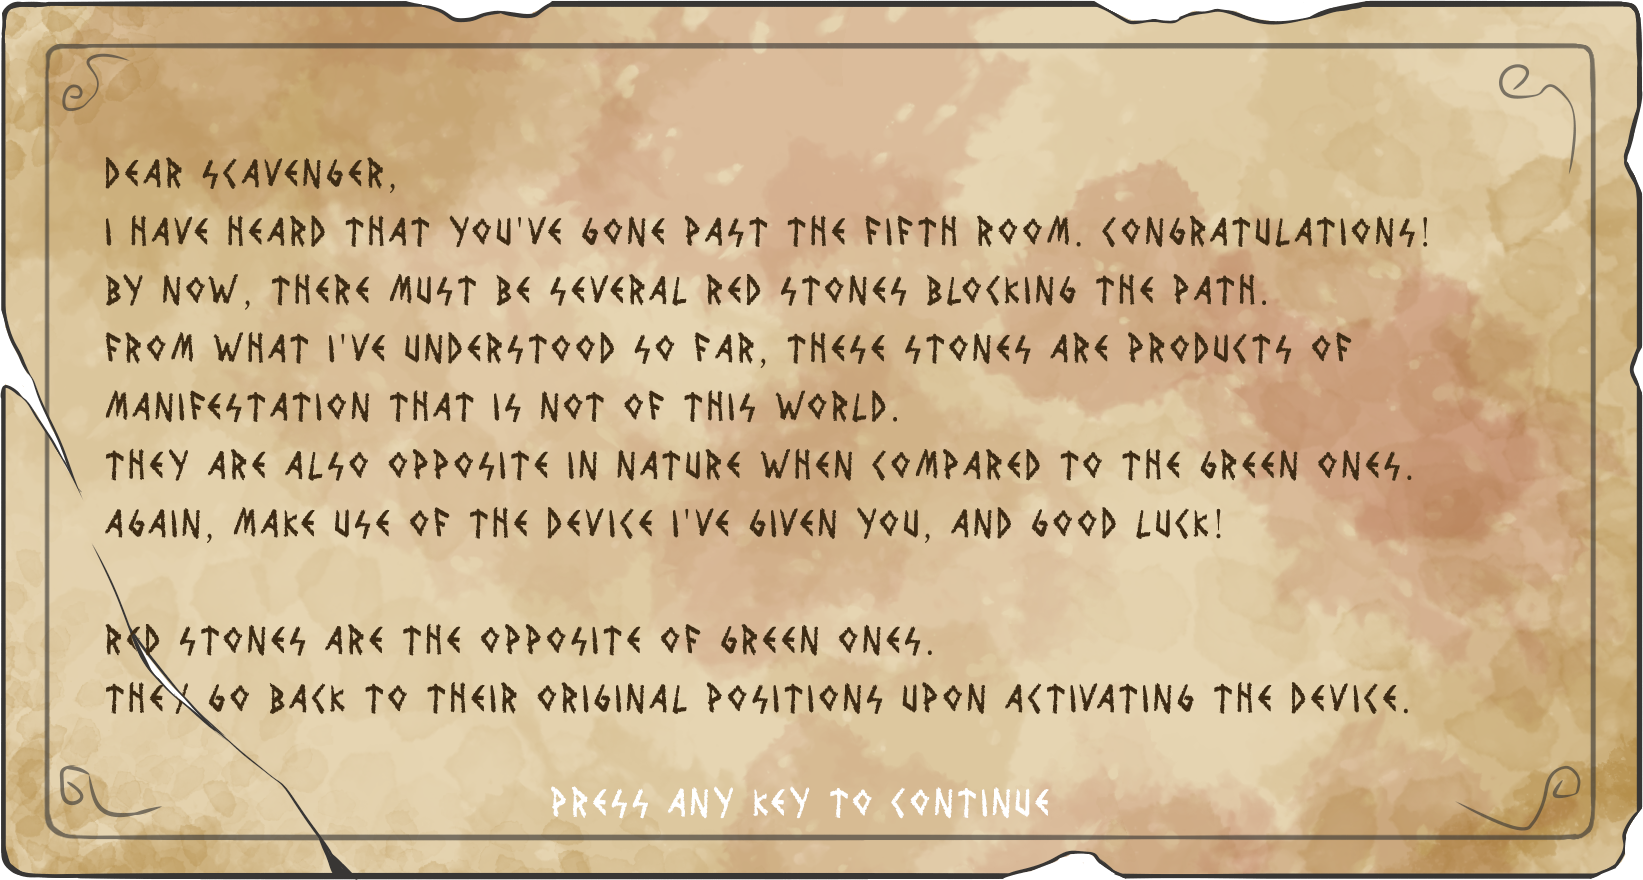 DEAR SCAVENGER,
I HAVE HEARD THAT YOU'VE GONE PAST THE FIFTH ROOM. CONGRATULATIONS!
BY NOW, THERE MUST BE SEVERAL RED STONES BLOCKING THE PATH.
FROM WHAT I'VE UNDERSTOOD SO FAR, THESE STONES ARE PRODUCTS OF
MANIFESTATION THAT IS NOT OF THIS WORLD.
THEY ARE ALSO OPPOSITE IN NATURE WHEN COMPARED TO THE GREEN ONES.
AGAIN, MAKE USE OF THE DEVICE I'VE GIVEN YOU, AND GOOD LUCK!
RED STONES ARE THE OPPOSITE OF GREEN ONES.
THEY GO BACK TO THEIR ORIGINAL POSITIONS UPON ACTIVATING THE DEVICE.
PRESS ANY KEY TO CONTINUE